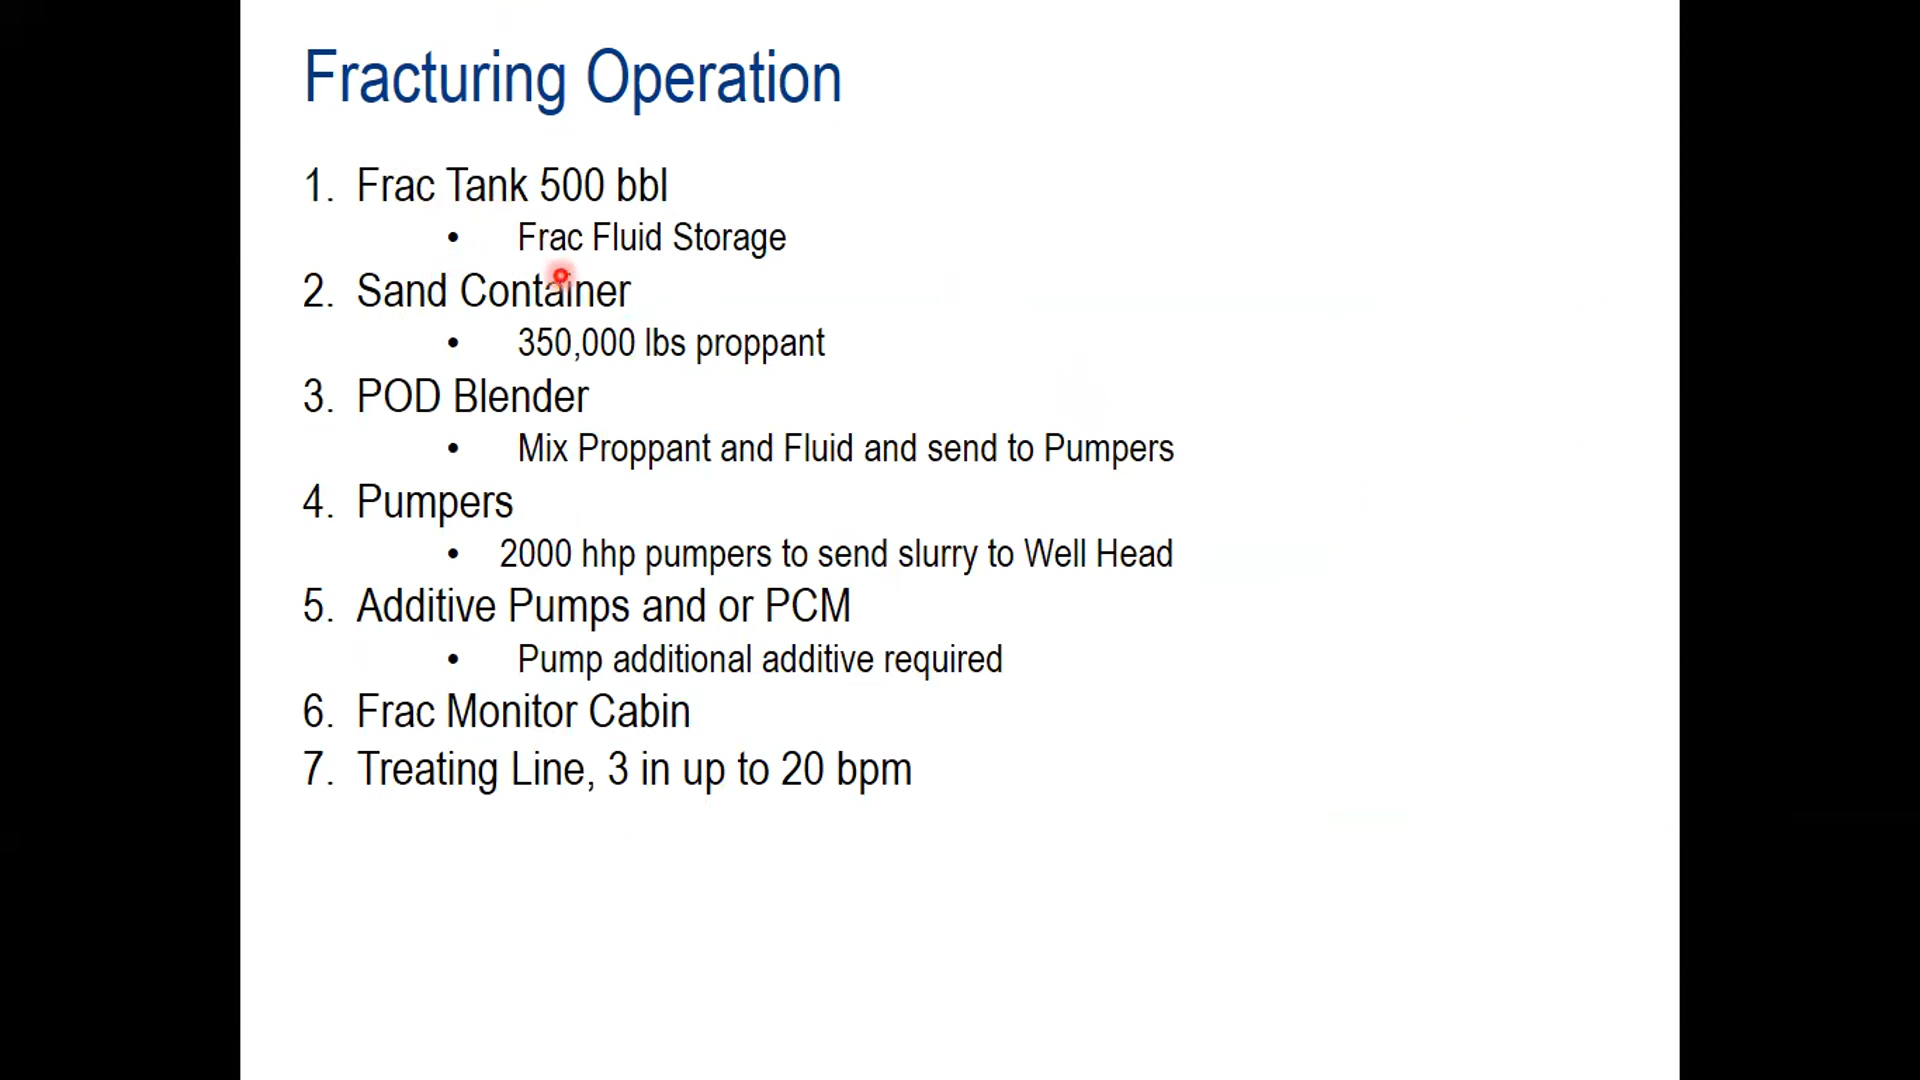 Fracturing Operation
1. Frac Tank 500 bbl
• Frac Fluid Storage
2. Sand Container
• 350,000 lbs proppant
3. POD Blender
• Mix Proppant and Fluid and send to Pumpers
4. Pumpers
• 2000 hhp pumpers to send slurry to Well Head
5. Additive Pumps and or PCM
• Pump additional additive required
6. Frac Monitor Cabin
7. Treating Line, 3 in up to 20 bpm